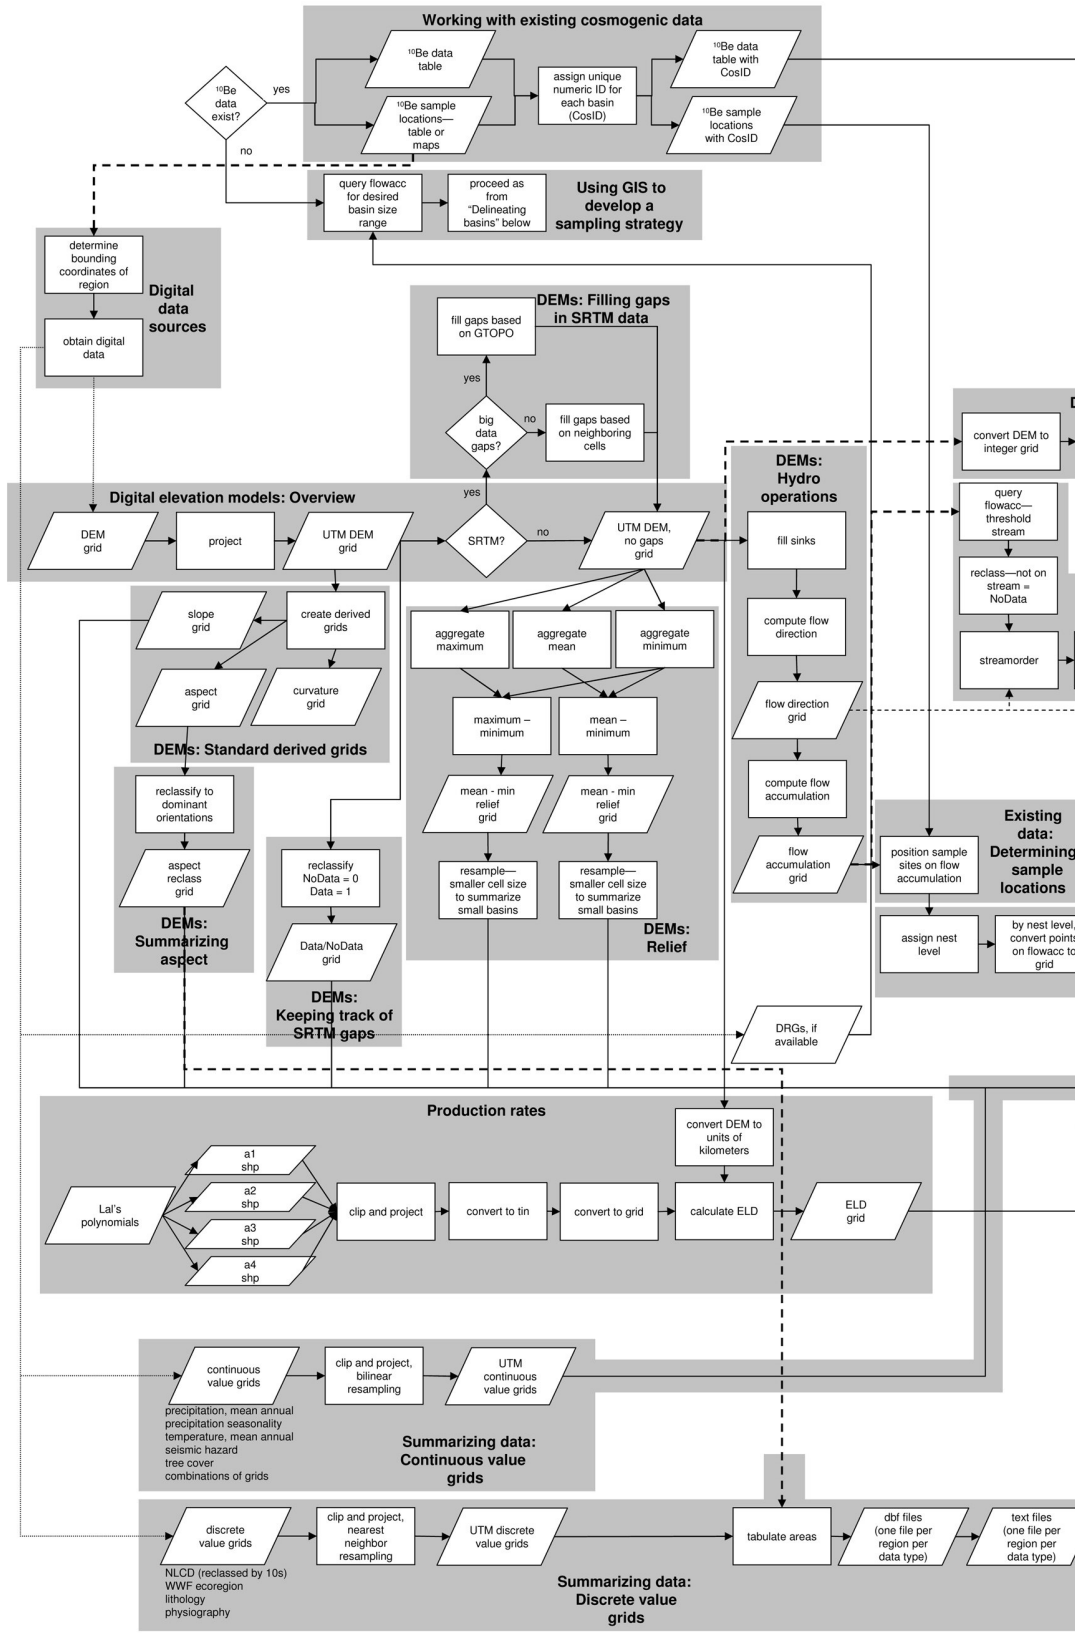 Working with existing cosmogenic data
¹⁰Be data
table
¹⁰Be data
table with
CosID
¹⁰Be
data
exist?
yes
no
assign unique
numeric ID for
each basin
(CosID)
¹⁰Be sample
locations—
table or
maps
¹⁰Be sample
locations
with CosID
query flowacc
for desired
basin size
range
proceed as
from
“Delineating
basins” below
Using GIS to
develop a
sampling strategy
determine
bounding
coordinates of
region
obtain digital
data
Digital
data
sources
DEMs: Filling gaps
in SRTM data
fill gaps based
on GTOPO
yes
big
data
gaps?
no
fill gaps based
on neighboring
cells
yes
D
convert DEM to
integer grid
DEMs:
Hydro
operations
query
flowacc—
threshold
stream
reclass—not on
stream =
NoData
streamorder
Digital elevation models: Overview
DEM
grid
project
UTM DEM
grid
SRTM?
no
UTM DEM,
no gaps
grid
fill sinks
compute flow
direction
flow direction
grid
compute flow
accumulation
flow
accumulation
grid
slope
grid
create derived
grids
aspect
grid
curvature
grid
DEMs: Standard derived grids
aggregate
maximum
aggregate
mean
aggregate
minimum
maximum –
minimum
mean –
minimum
mean - min
relief
grid
mean - min
relief
grid
resample—
smaller cell size
to summarize
small basins
resample—
smaller cell size
to summarize
small basins
DEMs:
Relief
reclassify to
dominant
orientations
aspect
reclass
grid
DEMs:
Summarizing
aspect
reclassify
NoData = 0
Data = 1
Data/NoData
grid
DEMs:
Keeping track of
SRTM gaps
Existing
data:
Determining
sample
locations
position sample
sites on flow
accumulation
assign nest
level
by nest level,
convert points
on flowacc to
grid
DRGs, if
available
Production rates
convert DEM to
units of
kilometers
Lal’s
polynomials
a1
shp
a2
shp
a3
shp
a4
shp
clip and project
convert to tin
convert to grid
calculate ELD
ELD
grid
continuous
value grids
clip and project,
bilinear
resampling
UTM
continuous
value grids
precipitation, mean annual
precipitation seasonality
temperature, mean annual
seismic hazard
tree cover
combinations of grids
Summarizing data:
Continuous value
grids
discrete
value grids
clip and project,
nearest
neighbor
resampling
UTM discrete
value grids
tabulate areas
dbf files
(one file per
region per
data type)
text files
(one file per
region per
data type)
NLCD (reclassed by 10s)
WWF ecoregion
lithology
physiography
Summarizing data:
Discrete value
grids